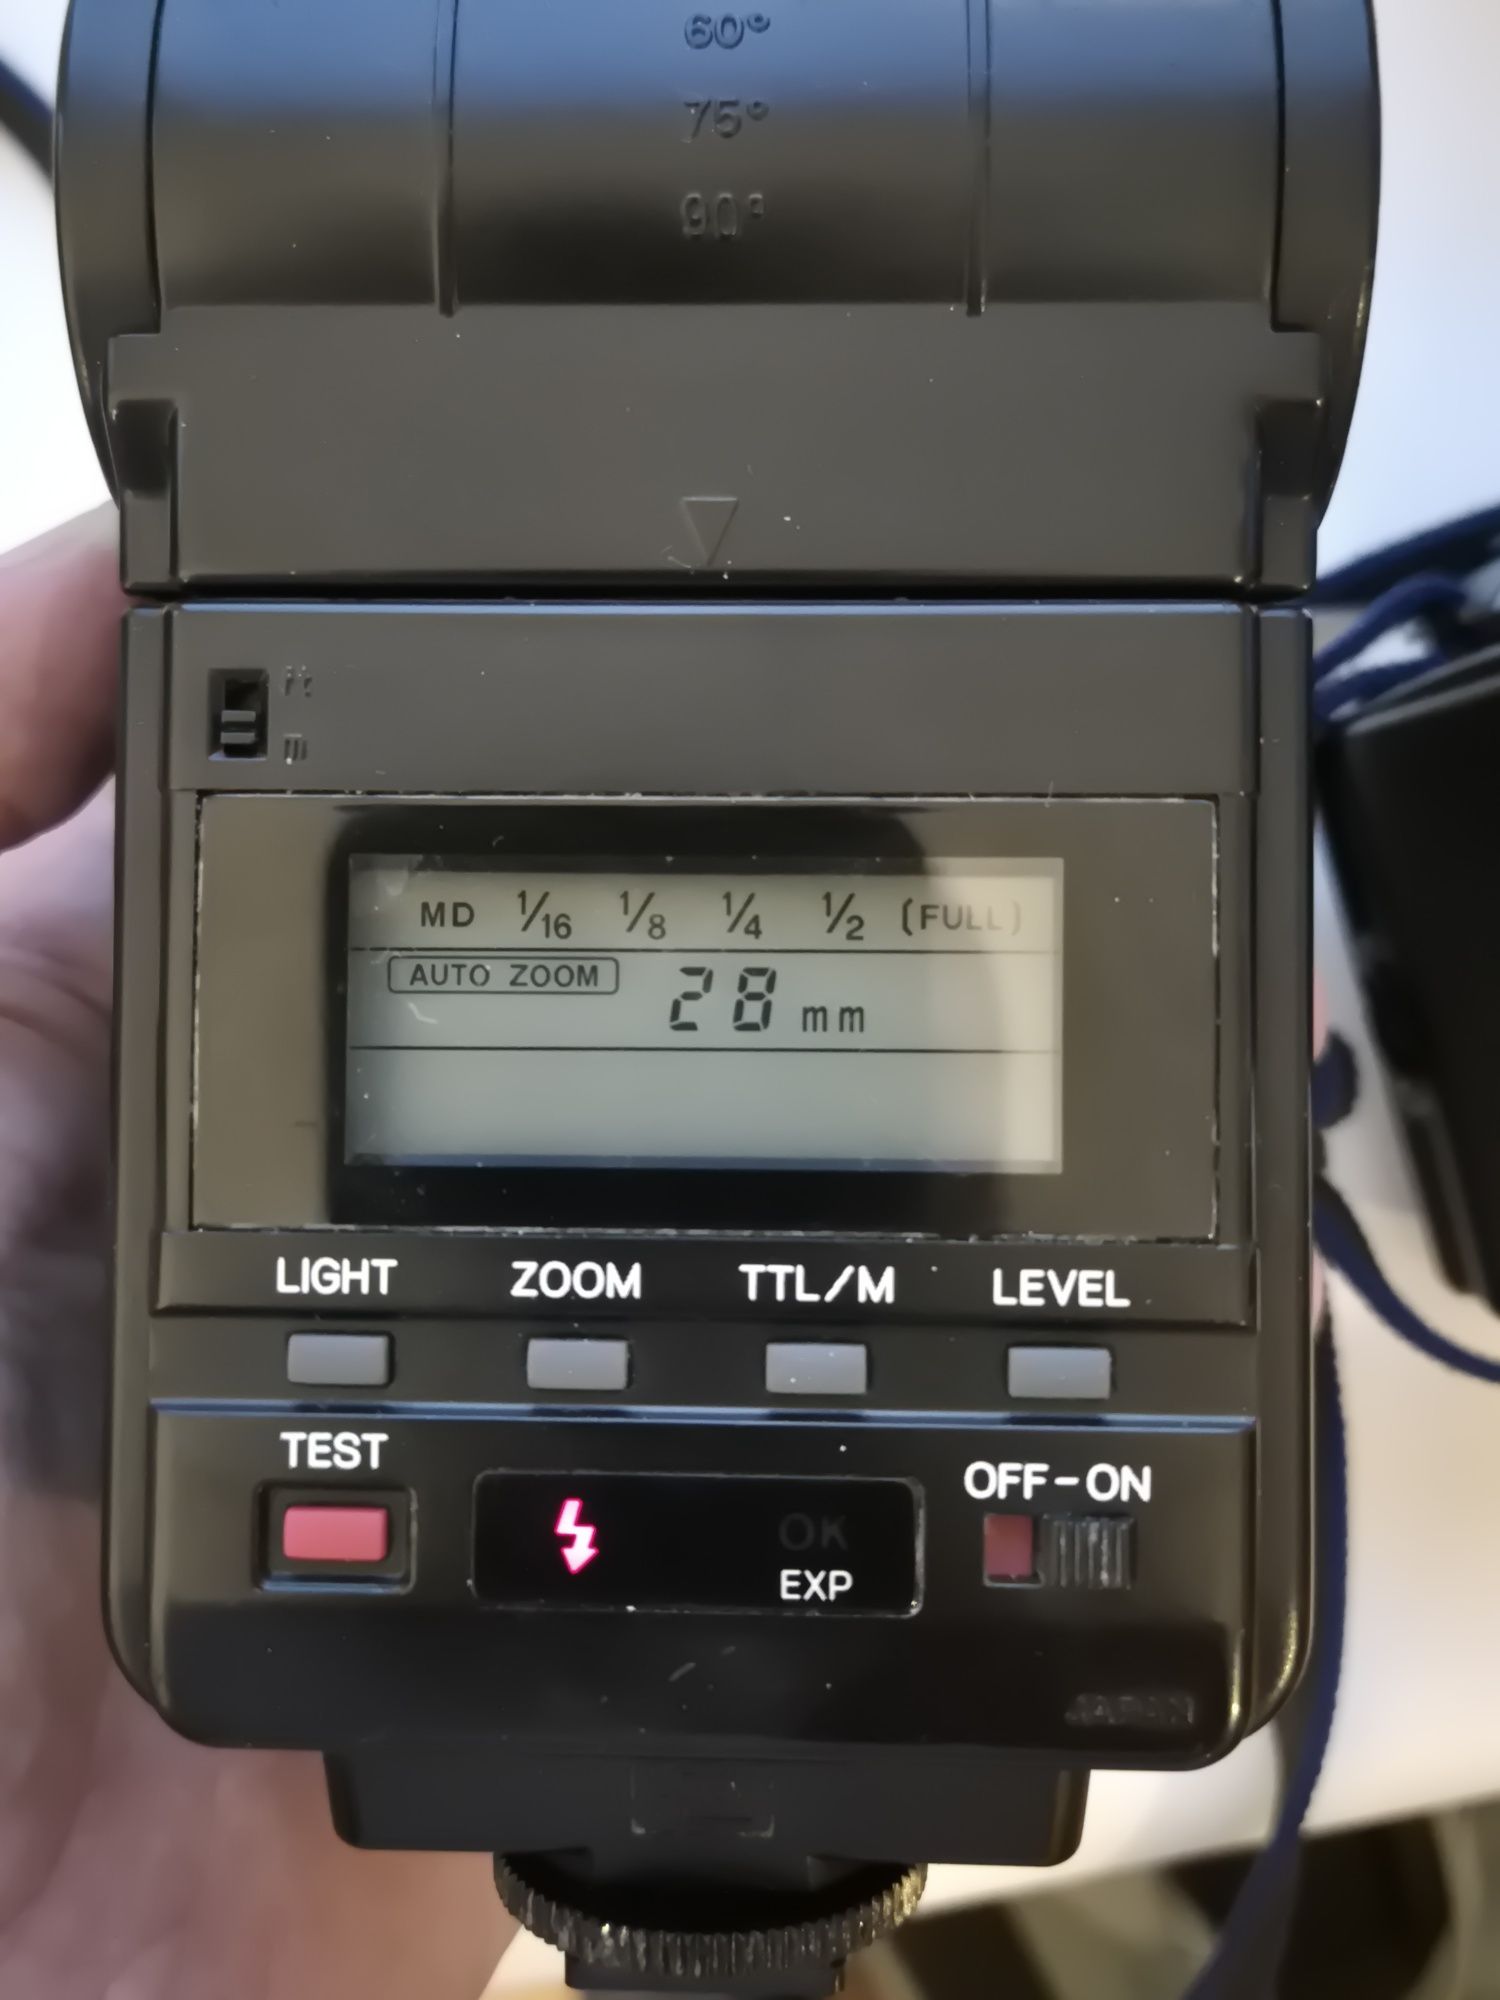 60°
75°
90°
ft
m
MD 1/16 1/8 1/4 1/2 (FULL)
AUTO ZOOM 28 mm
LIGHT ZOOM TTL/M LEVEL
TEST
OFF-ON
OK
EXP
JAPAN